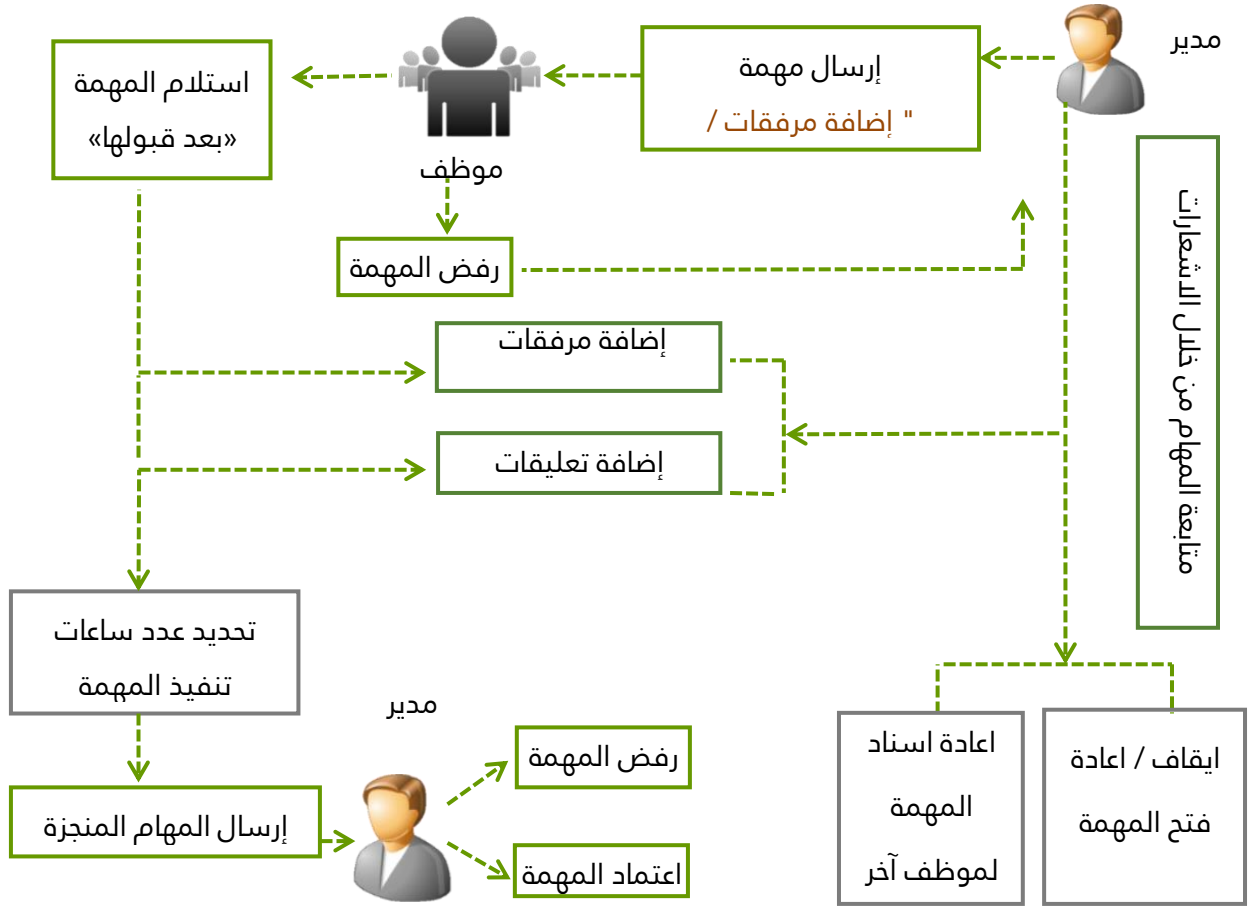 مدير
إرسال مهمة
" إضافة مرفقات /
موظف
استلام المهمة
«بعد قبولها»
رفض المهمة
متابعة المهام من خلال الاشعارات
إضافة مرفقات
إضافة تعليقات
تحديد عدد ساعات
تنفيذ المهمة
إرسال المهام المنجزة
مدير
رفض المهمة
اعتماد المهمة
ايقاف / اعادة
فتح المهمة
اعادة اسناد
المهمة
لموظف آخر